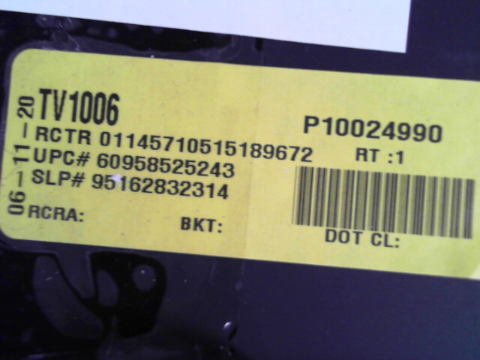 06-11-20
TV1006
P10024990
RCTR 01145710515189672 RT :1
UPC# 60958525243
SLP# 95162832314
RCRA:
BKT:
DOT CL: